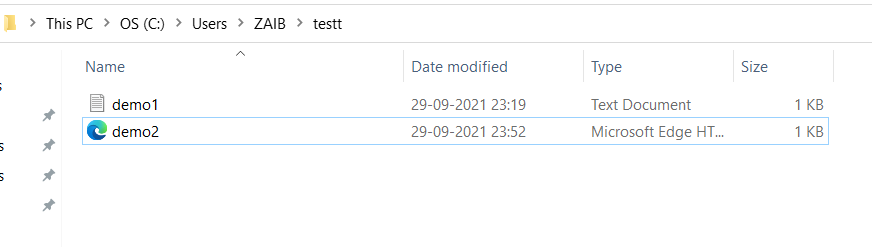 This PC > OS (C:) > Users > ZAIB > testt
Name Date modified Type Size
demo1 29-09-2021 23:19 Text Document 1 KB
demo2 29-09-2021 23:52 Microsoft Edge HT... 1 KB